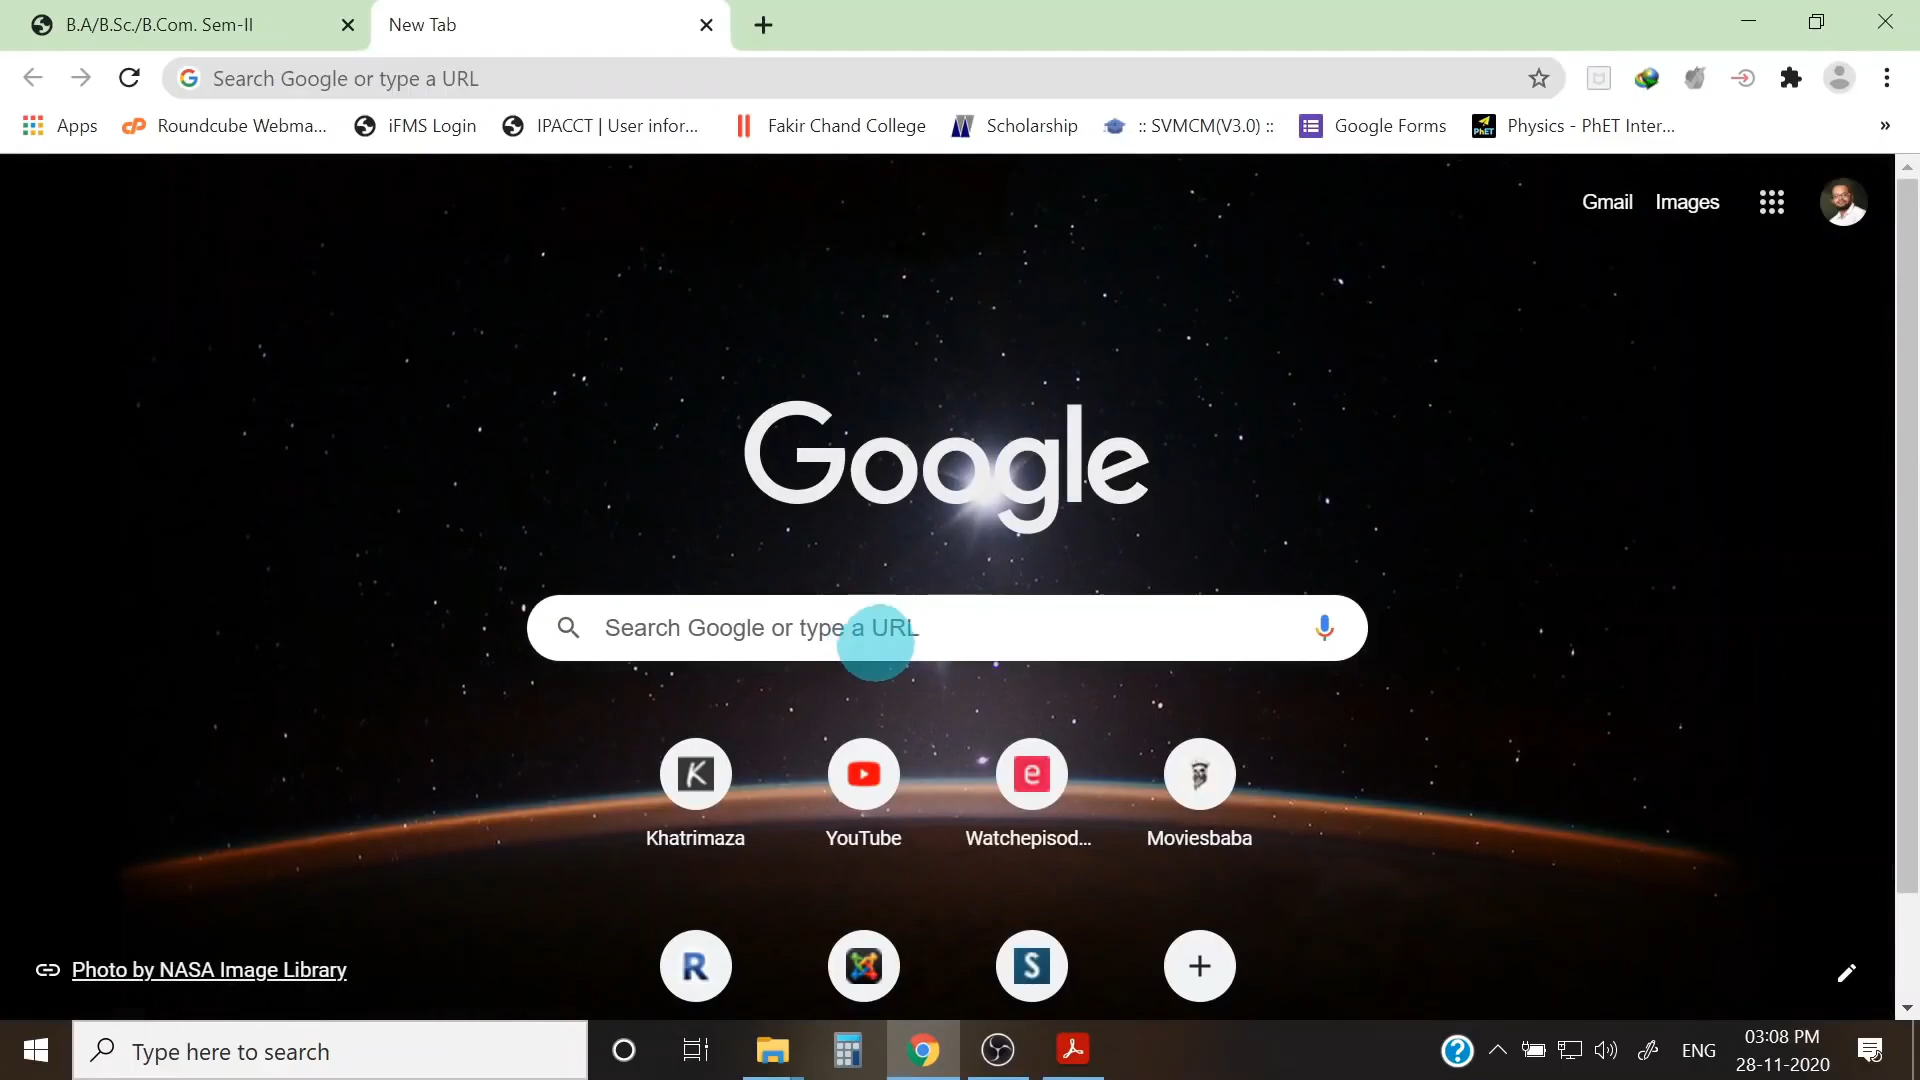 B.A/B.Sc./B.Com. Sem-II
New Tab
Search Google or type a URL
Apps
Roundcube Webma...
iFMS Login
IPACCT | User infor...
Fakir Chand College
Scholarship
:: SVMCM(V3.0) ::
Google Forms
PhET
Physics - PhET Inter...
»
Gmail
Images
Google
Search Google or type a URL
K
e
Khatrimaza
YouTube
Watchepisod...
Moviesbaba
R
S
Photo by NASA Image Library
Type here to search
ENG
03:08 PM
28-11-2020